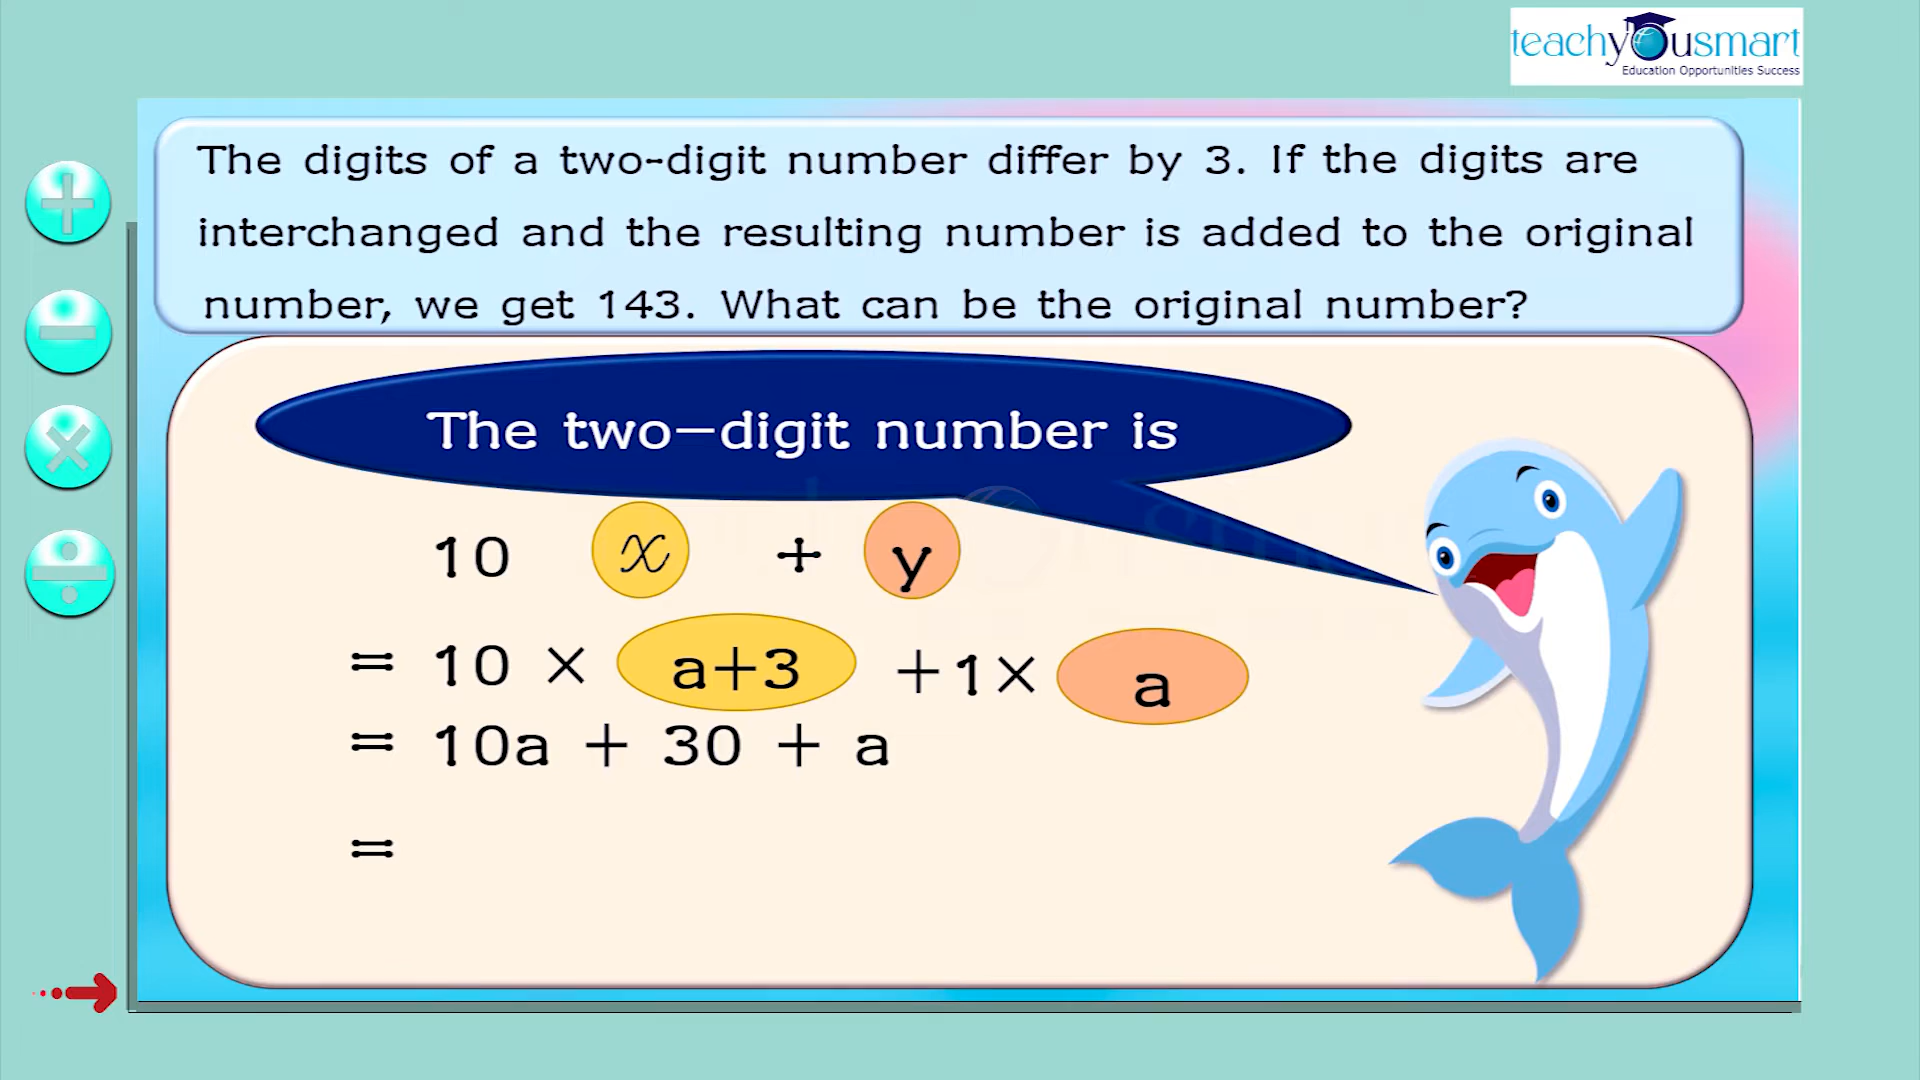 teachyousmart
Education Opportunities Success
The digits of a two-digit number differ by 3. If the digits are
interchanged and the resulting number is added to the original
number, we get 143. What can be the original number?
The two–digit number is
10 x + y
= 10 × a+3 +1× a
= 10a + 30 + a
=